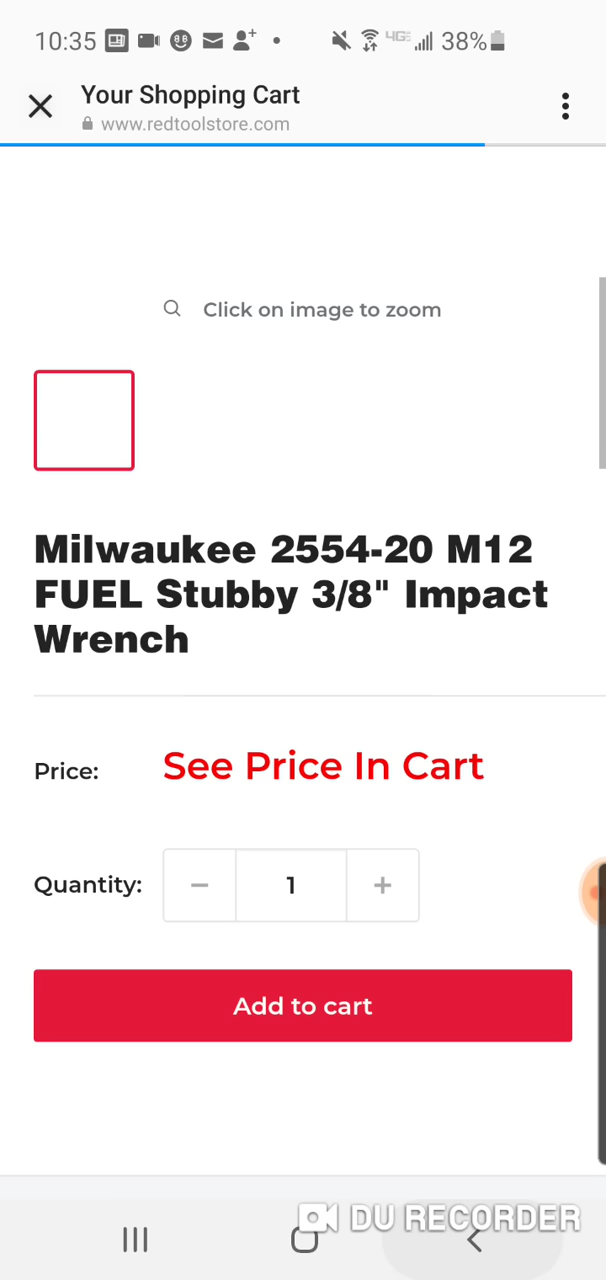 10:35
4GE 38%
Your Shopping Cart
www.redtoolstore.com
Click on image to zoom
Milwaukee 2554-20 M12
FUEL Stubby 3/8" Impact
Wrench
Price: See Price In Cart
Quantity: − 1 +
Add to cart
DU RECORDER